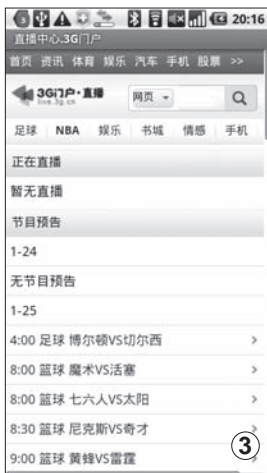 20:16
直播中心.3G门户
首页 资讯 体育 娱乐 汽车 手机 股票 >>
3G门户·直播 网页
live.3g.cn
足球 NBA 娱乐 书城 情感 手机
正在直播
暂无直播
节目预告
1-24
无节目预告
1-25
4:00 足球 博尔顿VS切尔西
8:00 篮球 魔术VS活塞
8:00 篮球 七六人VS太阳
8:30 篮球 尼克斯VS奇才
9:00 篮球 黄蜂VS雷霆
③